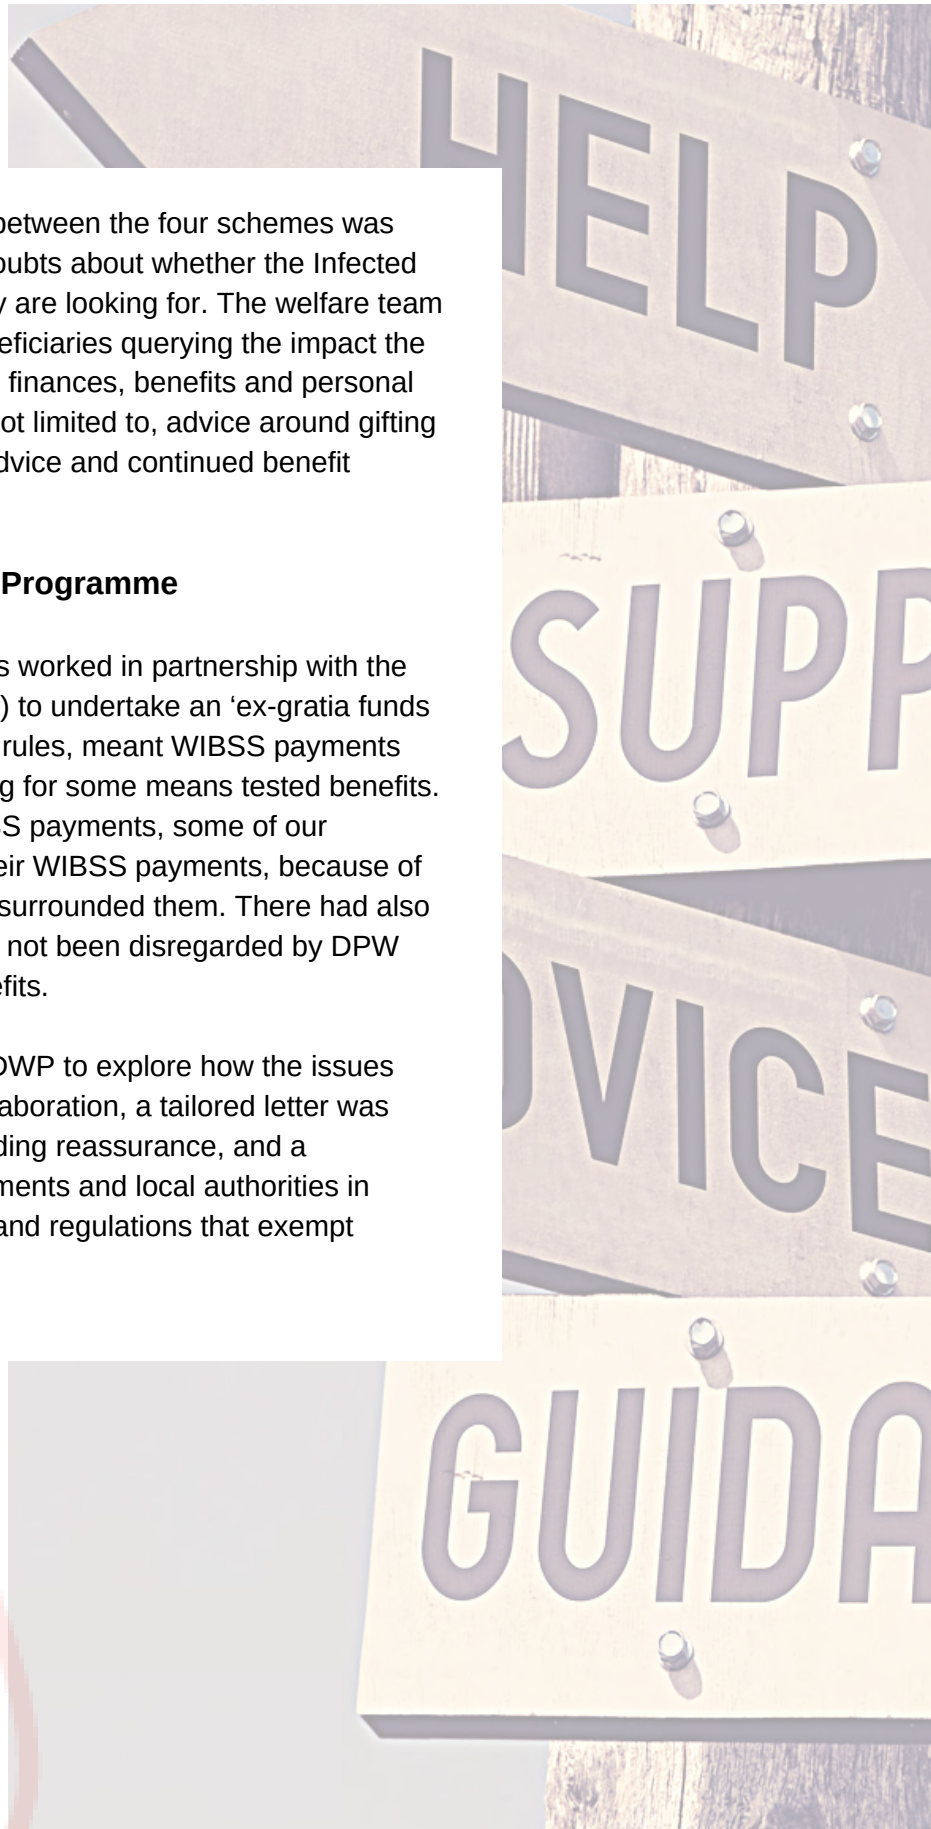 HELP
between the four schemes was
oubts about whether the Infected
y are looking for. The welfare team
eficiaries querying the impact the
finances, benefits and personal
ot limited to, advice around gifting
dvice and continued benefit
Programme
s worked in partnership with the
) to undertake an ‘ex-gratia funds
rules, meant WIBSS payments
g for some means tested benefits.
SS payments, some of our
eir WIBSS payments, because of
surrounded them. There had also
not been disregarded by DPW
efits.
DWP to explore how the issues
laboration, a tailored letter was
ding reassurance, and a
ments and local authorities in
and regulations that exempt
SUPP
DVICE
GUIDA